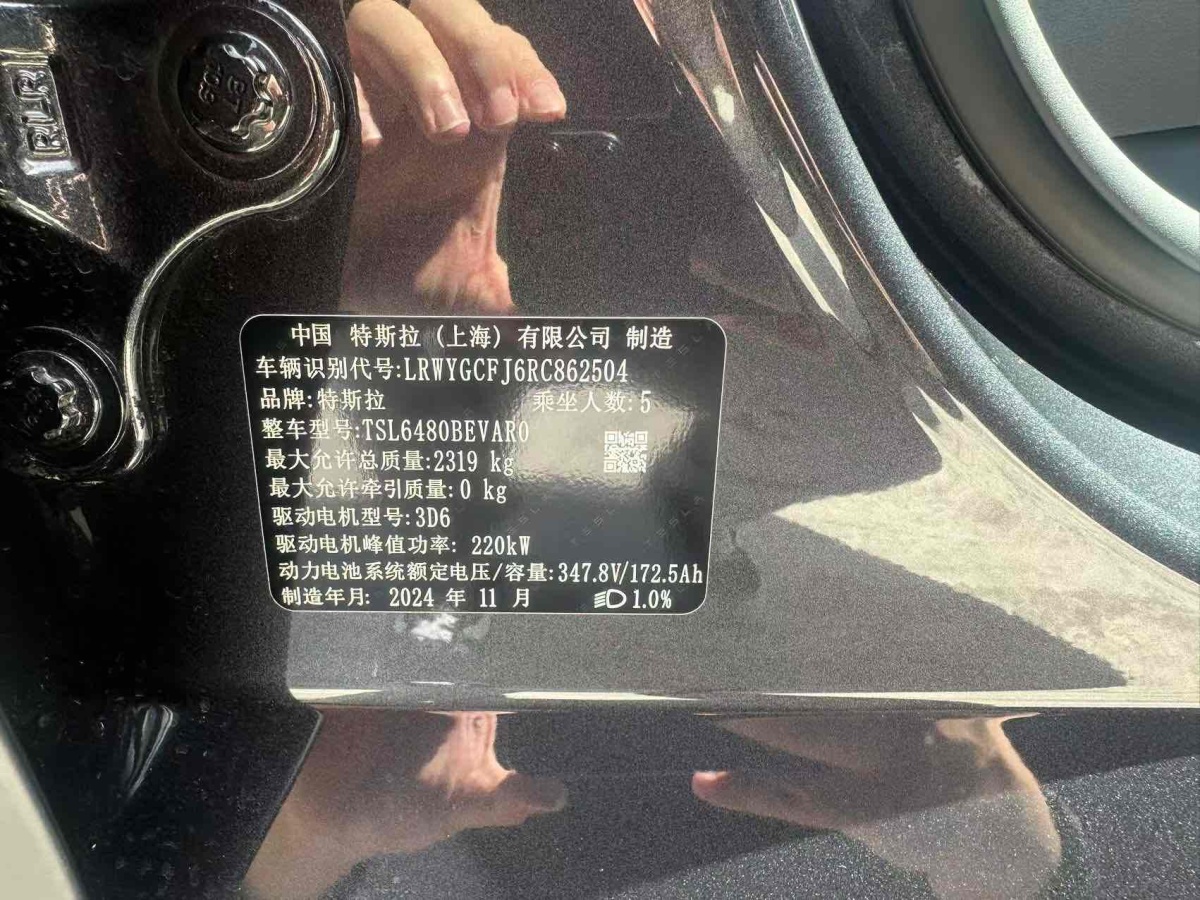 中国 特斯拉 (上海) 有限公司 制造
车辆识别代号:LRWYGCFJ6RC862504
品牌:特斯拉 乘坐人数:5
整车型号:TSL6480BEVAR0
最大允许总质量:2319 kg
最大允许牵引质量:0 kg
驱动电机型号:3D6
驱动电机峰值功率: 220kW
动力电池系统额定电压/容量:347.8V/172.5Ah
制造年月: 2024 年 11 月 1.0%